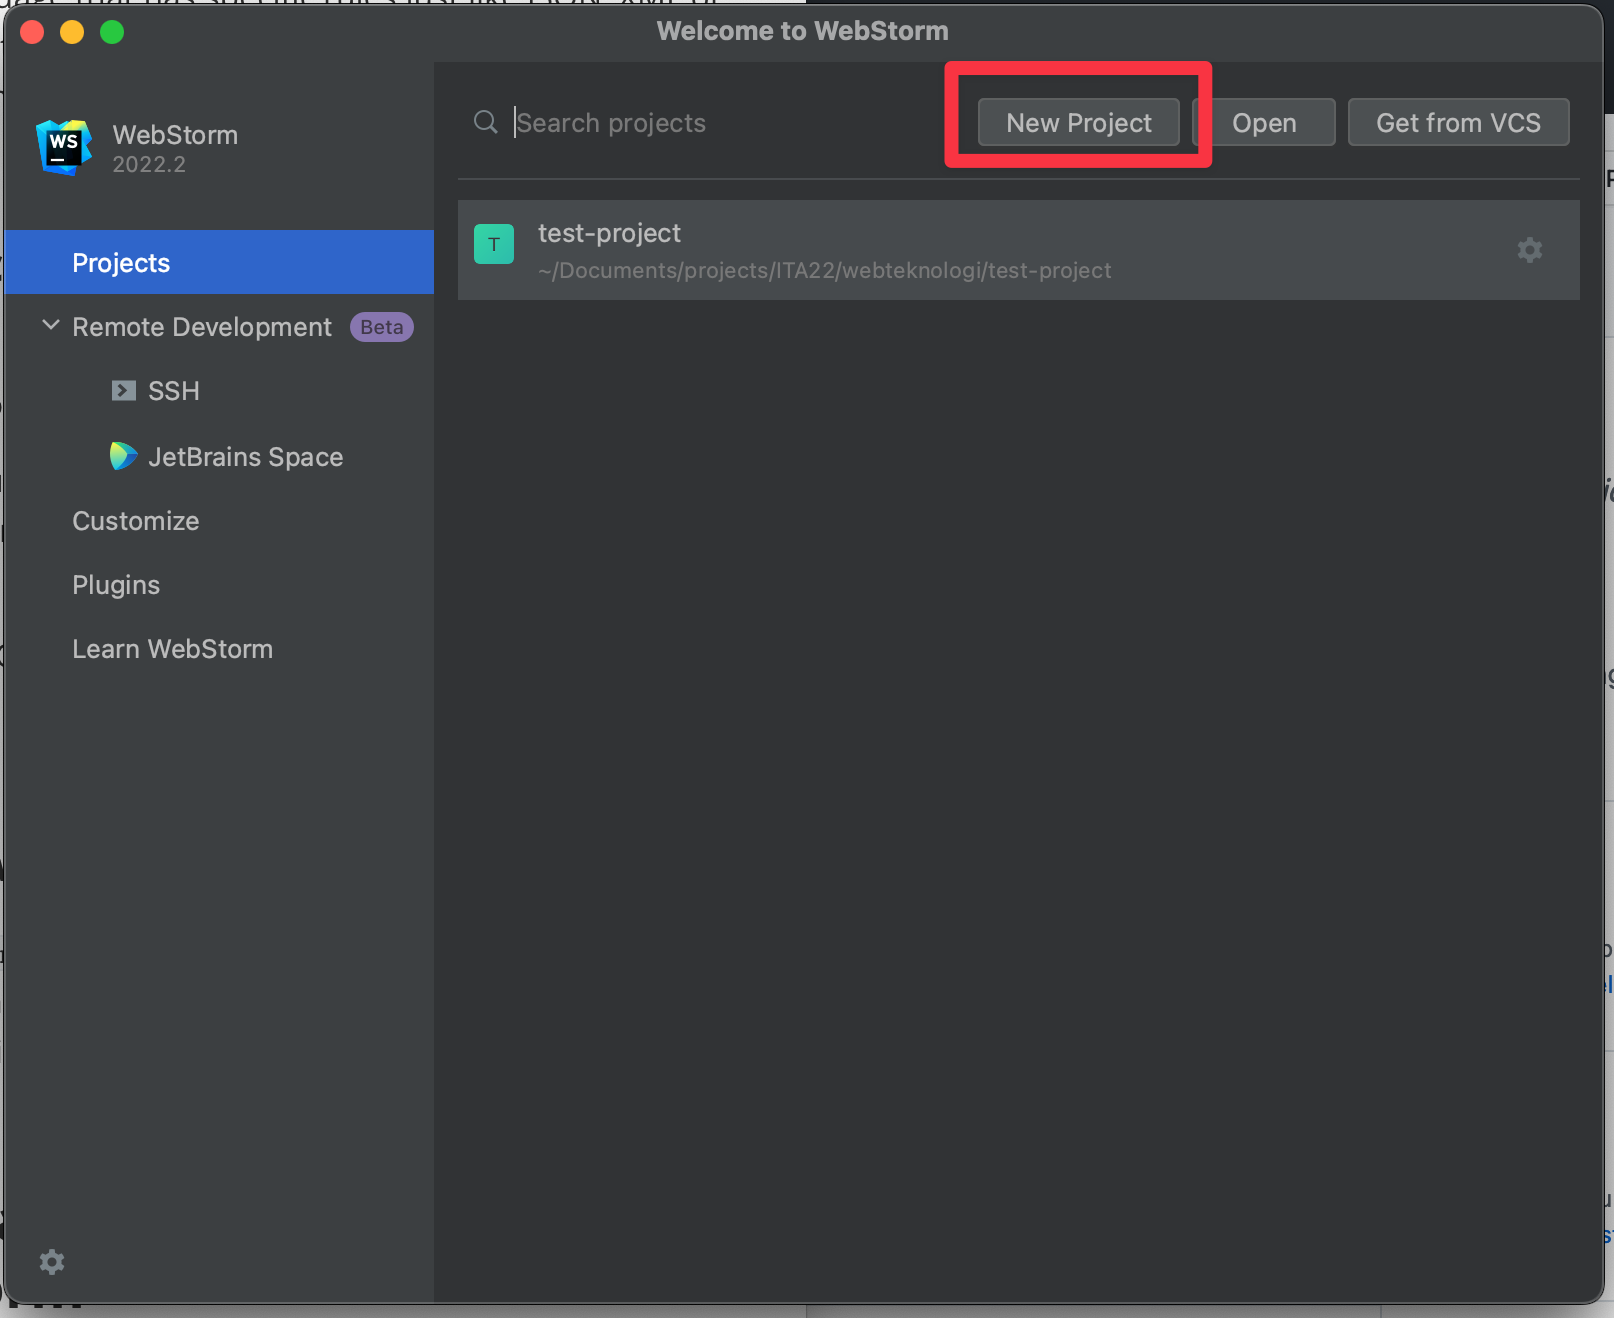 Welcome to WebStorm
WS
WebStorm
2022.2
Search projects
New Project
Open
Get from VCS
Projects
Remote Development Beta
SSH
JetBrains Space
Customize
Plugins
Learn WebStorm
T
test-project
~/Documents/projects/ITA22/webteknologi/test-project